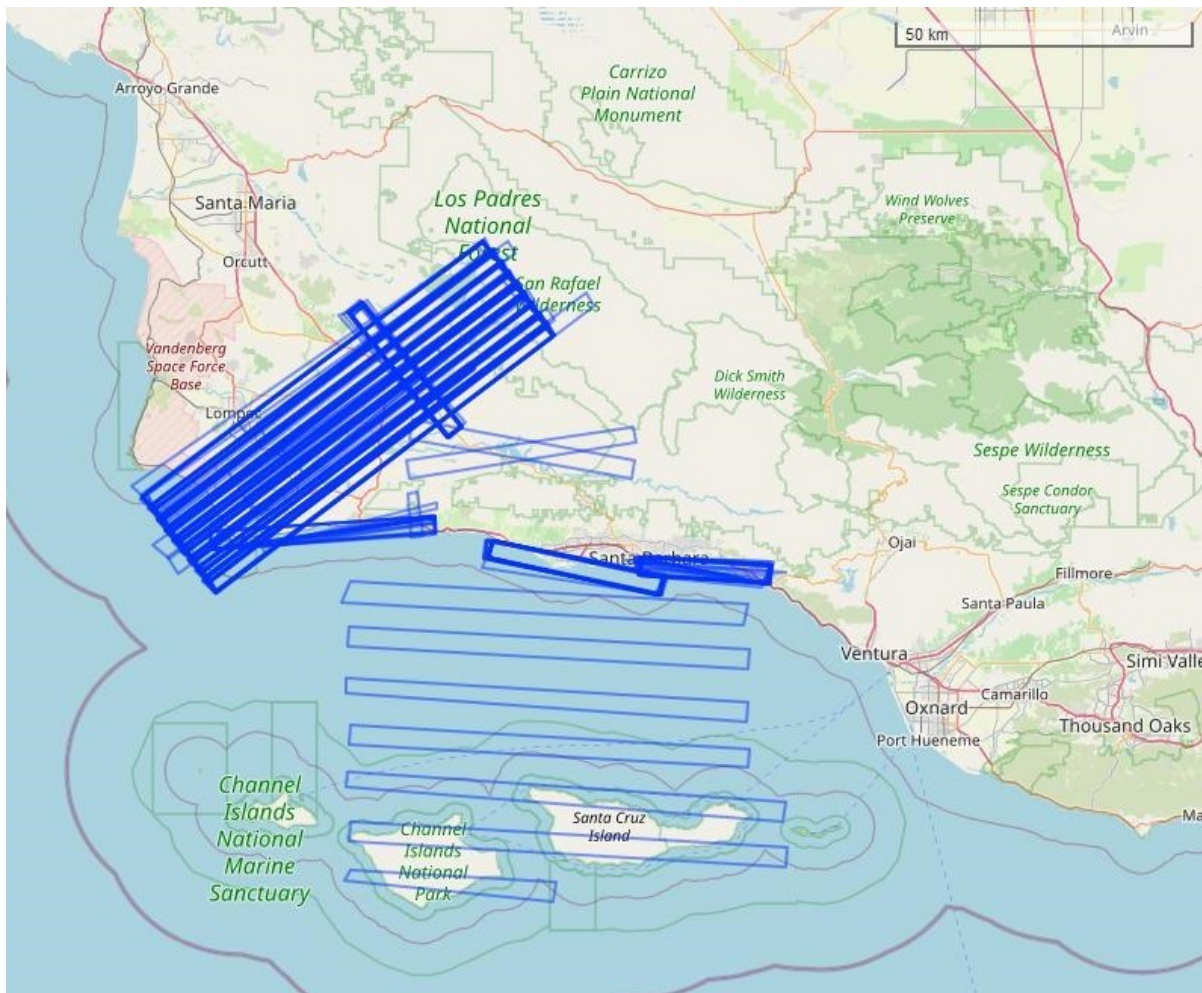 50 km
Arvin
Arroyo Grande
Carrizo
Plain National
Monument
Santa Maria
Los Padres
National
Forest
Wind Wolves
Preserve
Orcutt
San Rafael
Wilderness
Vandenberg
Space Force
Base
Dick Smith
Wilderness
Lompoc
Sespe Wilderness
Sespe Condor
Sanctuary
Santa Barbara
Ojai
Fillmore
Santa Paula
Ventura
Simi Valle
Camarillo
Oxnard
Thousand Oaks
Port Hueneme
Channel
Islands
National
Marine
Sanctuary
Channel
Islands
National
Park
Santa Cruz
Island
Ma